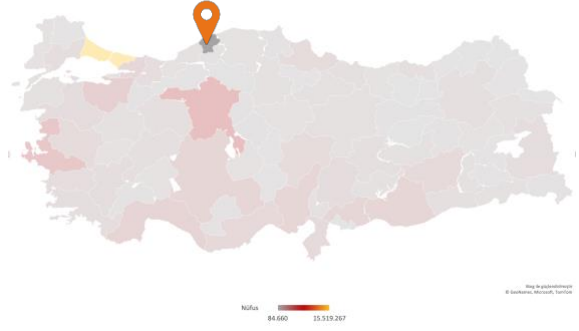 Bing ile güçlendirilmiştir
© GeoNames, Microsoft, TomTom
Nüfus
84.660
15.519.267